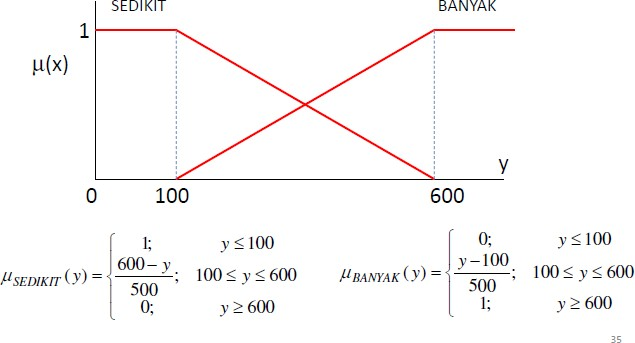 SEDIKIT BANYAK
1
μ(x)
y
0 100 600
μSEDIKIT(y) = { 1; y ≤ 100
600 − y / 500; 100 ≤ y ≤ 600
0; y ≥ 600
μBANYAK(y) = { 0; y ≤ 100
y − 100 / 500; 100 ≤ y ≤ 600
1; y ≥ 600
35